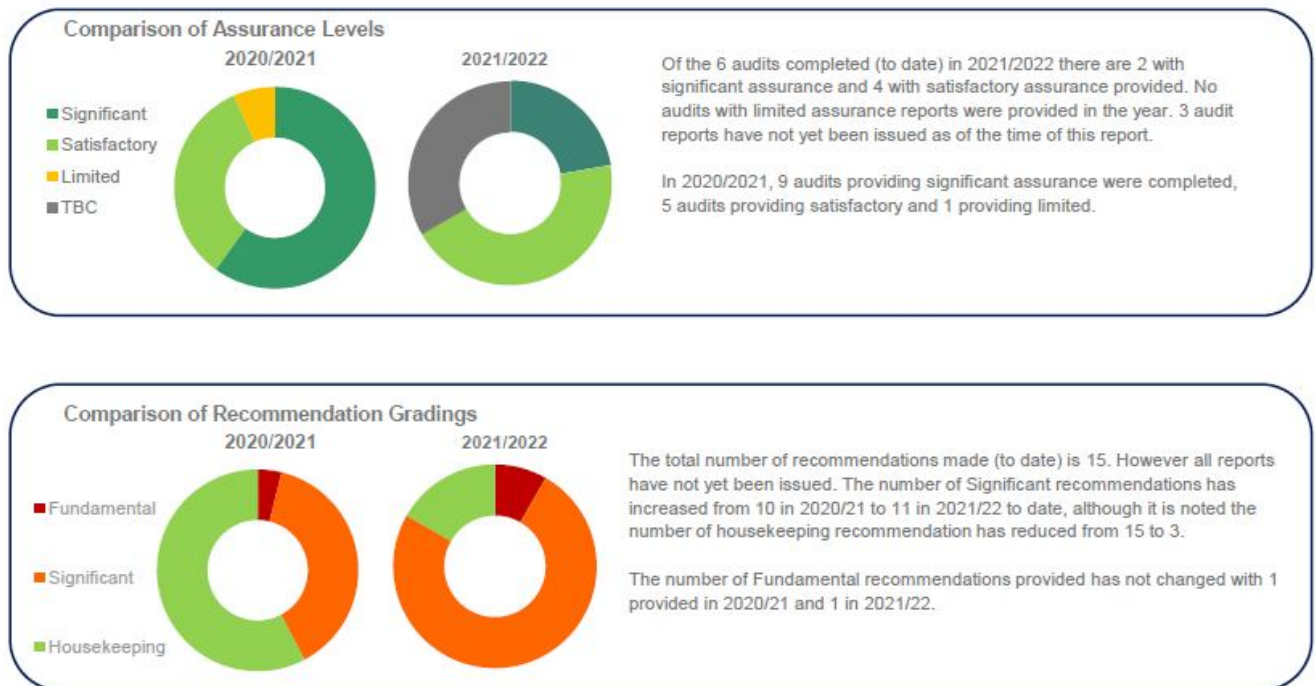 Comparison of Assurance Levels
2020/2021
2021/2022
Significant
Satisfactory
Limited
TBC
Of the 6 audits completed (to date) in 2021/2022 there are 2 with
significant assurance and 4 with satisfactory assurance provided. No
audits with limited assurance reports were provided in the year. 3 audit
reports have not yet been issued as of the time of this report.
In 2020/2021, 9 audits providing significant assurance were completed,
5 audits providing satisfactory and 1 providing limited.
Comparison of Recommendation Gradings
2020/2021
2021/2022
Fundamental
Significant
Housekeeping
The total number of recommendations made (to date) is 15. However all reports
have not yet been issued. The number of Significant recommendations has
increased from 10 in 2020/21 to 11 in 2021/22 to date, although it is noted the
number of housekeeping recommendation has reduced from 15 to 3.
The number of Fundamental recommendations provided has not changed with 1
provided in 2020/21 and 1 in 2021/22.